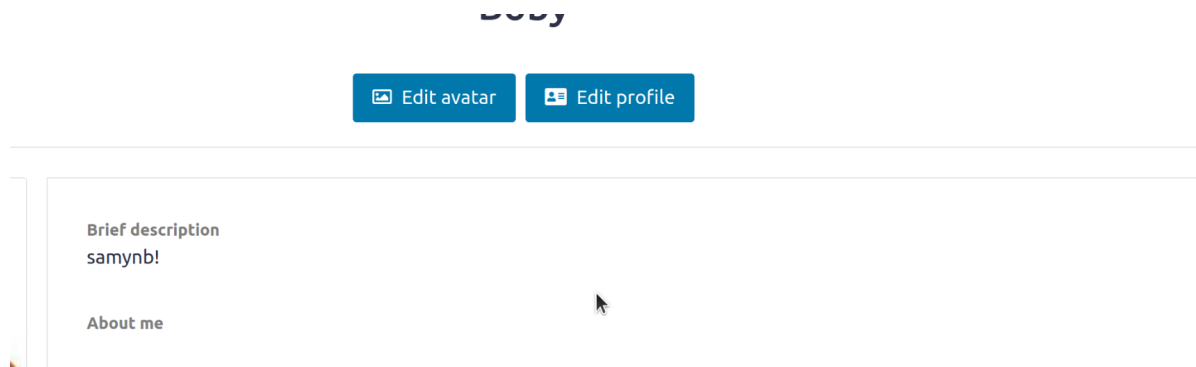 Edit avatar
Edit profile
Brief description
samynb!
About me